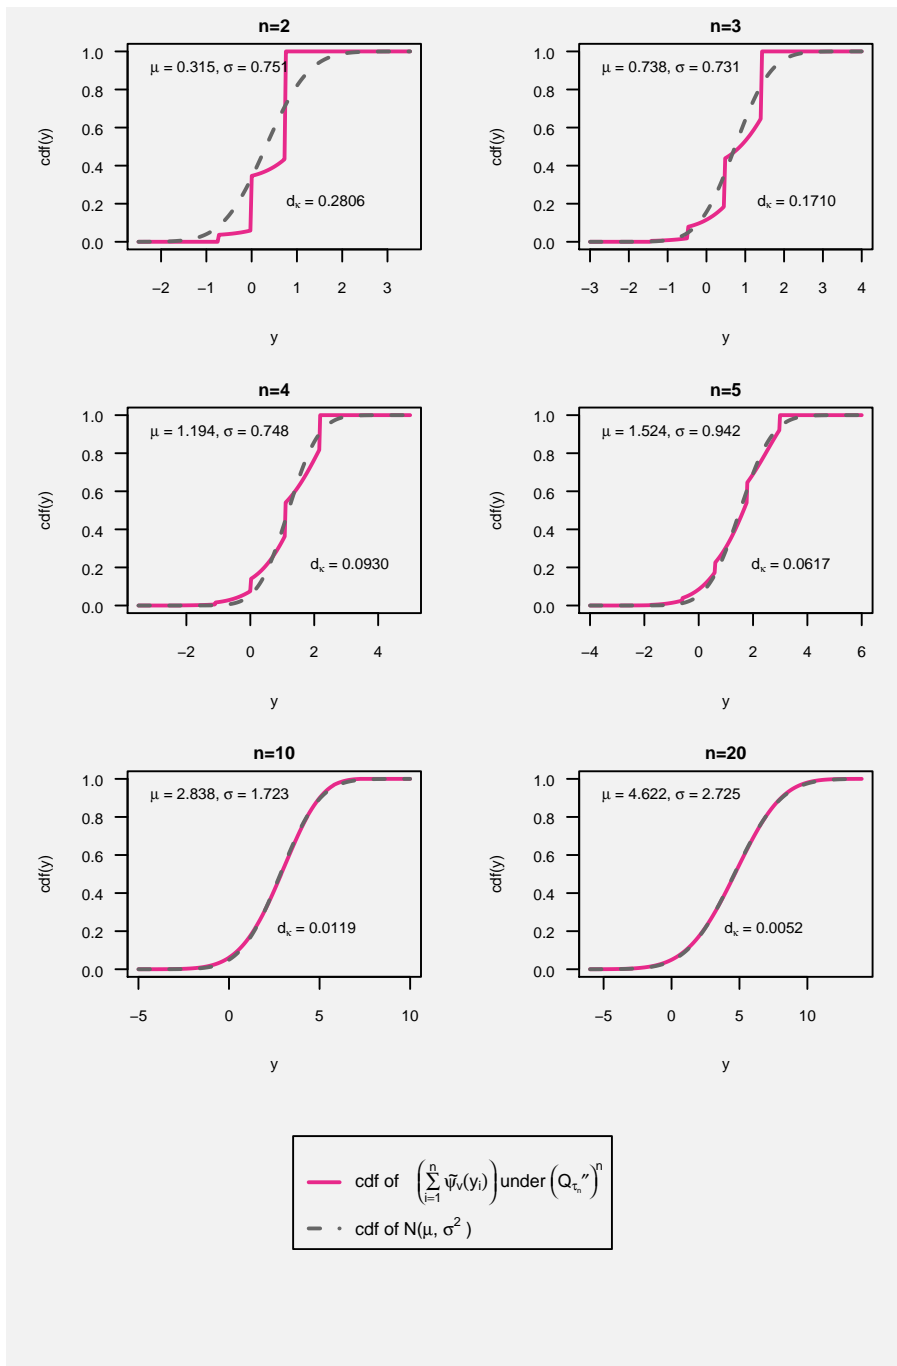 n=2
μ = 0.315, σ = 0.751
cdf(y)
1.0
0.8
0.6
0.4
0.2
0.0
dκ = 0.2806
−2 −1 0 1 2 3
y
n=3
μ = 0.738, σ = 0.731
cdf(y)
1.0
0.8
0.6
0.4
0.2
0.0
dκ = 0.1710
−3 −2 −1 0 1 2 3 4
y
n=4
μ = 1.194, σ = 0.748
cdf(y)
1.0
0.8
0.6
0.4
0.2
0.0
dκ = 0.0930
−2 0 2 4
y
n=5
μ = 1.524, σ = 0.942
cdf(y)
1.0
0.8
0.6
0.4
0.2
0.0
dκ = 0.0617
−4 −2 0 2 4 6
y
n=10
μ = 2.838, σ = 1.723
cdf(y)
1.0
0.8
0.6
0.4
0.2
0.0
dκ = 0.0119
−5 0 5 10
y
n=20
μ = 4.622, σ = 2.725
cdf(y)
1.0
0.8
0.6
0.4
0.2
0.0
dκ = 0.0052
−5 0 5 10
y
cdf of (∑i=1n ψ̃v(yi)) under (Qτn″)n
cdf of N(μ, σ2 )